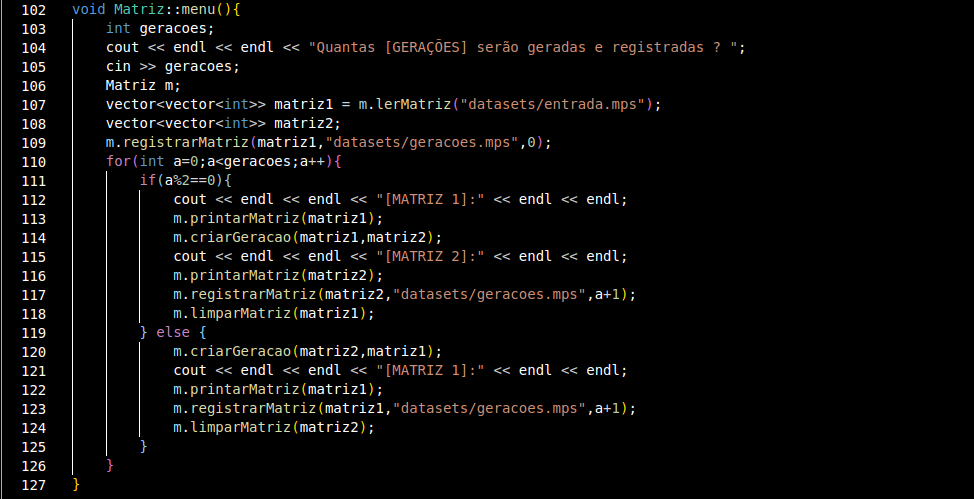 102 void Matriz::menu(){
103     int geracoes;
104     cout << endl << endl << "Quantas [GERAÇÕES] serão geradas e registradas ? ";
105     cin >> geracoes;
106     Matriz m;
107     vector<vector<int>> matriz1 = m.lerMatriz("datasets/entrada.mps");
108     vector<vector<int>> matriz2;
109     m.registrarMatriz(matriz1,"datasets/geracoes.mps",0);
110     for(int a=0;a<geracoes;a++){
111         if(a%2==0){
112             cout << endl << endl << "[MATRIZ 1]:" << endl << endl;
113             m.printarMatriz(matriz1);
114             m.criarGeracao(matriz1,matriz2);
115             cout << endl << endl << "[MATRIZ 2]:" << endl << endl;
116             m.printarMatriz(matriz2);
117             m.registrarMatriz(matriz2,"datasets/geracoes.mps",a+1);
118             m.limparMatriz(matriz1);
119         } else {
120             m.criarGeracao(matriz2,matriz1);
121             cout << endl << endl << "[MATRIZ 1]:" << endl << endl;
122             m.printarMatriz(matriz1);
123             m.registrarMatriz(matriz1,"datasets/geracoes.mps",a+1);
124             m.limparMatriz(matriz2);
125         }
126     }
127 }